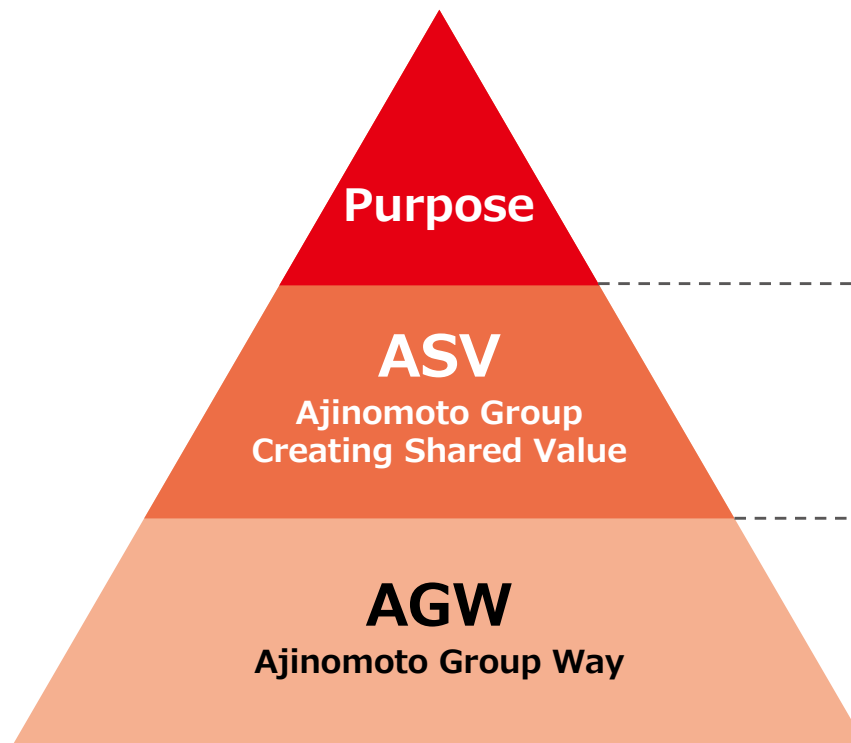 Purpose
ASV
Ajinomoto Group
Creating Shared Value
AGW
Ajinomoto Group Way